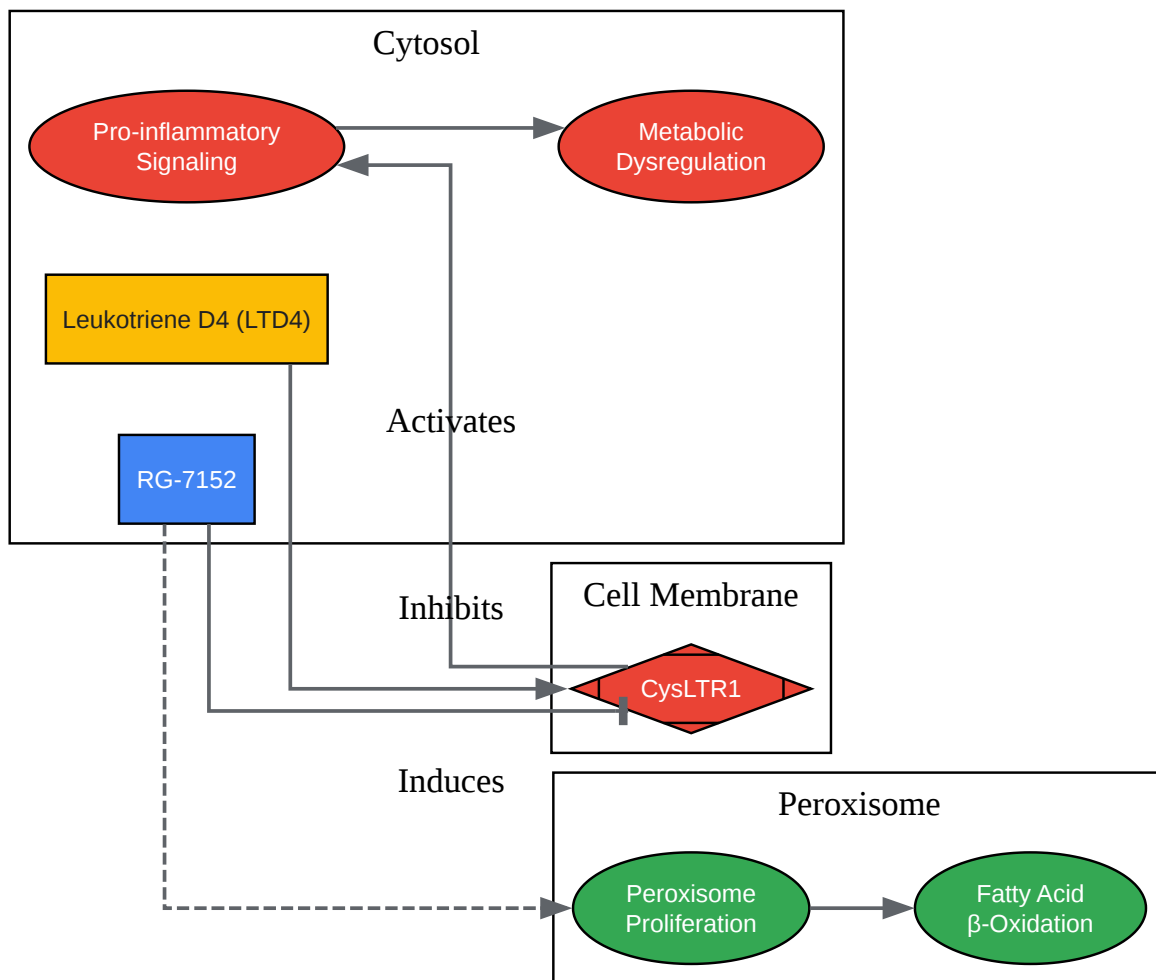 Cytosol
Pro-inflammatory
Signaling
Metabolic
Dysregulation
Leukotriene D4 (LTD4)
Activates
RG-7152
Inhibits
Cell Membrane
CysLTR1
Induces
Peroxisome
Peroxisome
Proliferation
Fatty Acid
β-Oxidation